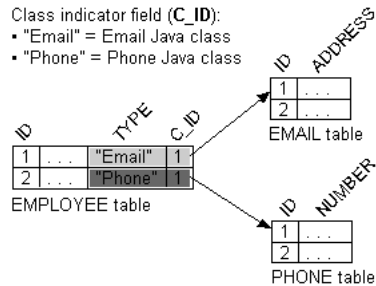 Class indicator field (C_ID):
▪ "Email" = Email Java class
▪ "Phone" = Phone Java class
ID ADDRESS
1 . . .
2 . . .
EMAIL table
ID TYPE C_ID
1 . . . "Email" 1
2 . . . "Phone" 1
EMPLOYEE table
ID NUMBER
1 . . .
2 . . .
PHONE table